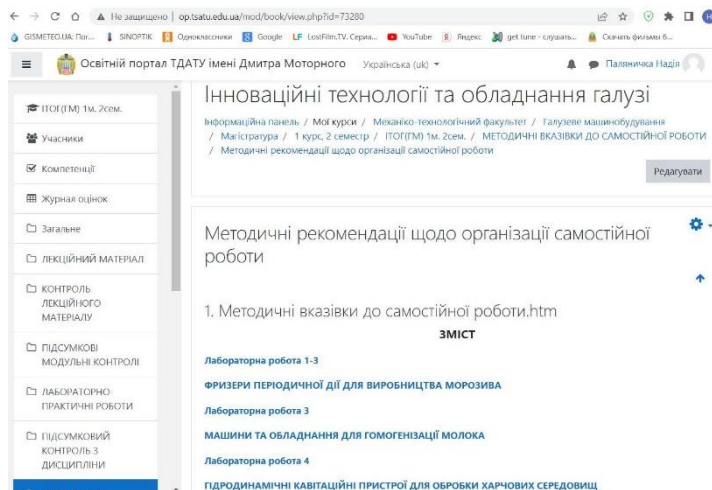 Не защищено | op.tsatu.edu.ua/mod/book/view.php?id=73280
GISMETEO.UA: Пог... SINOPTIK Одноклассники Google LF LostFilm.TV. Сериа... YouTube Яндекс get tune - слушать... Скачать фильмы б...
Освітній портал ТДАТУ імені Дмитра Моторного Українська (uk) Паляничка Надія
ІТОГ(ГМ) 1м. 2сем.
Учасники
Компетенції
Журнал оцінок
Загальне
ЛЕКЦІЙНИЙ МАТЕРІАЛ
КОНТРОЛЬ
ЛЕКЦІЙНОГО
МАТЕРІАЛУ
ПІДСУМКОВІ
МОДУЛЬНІ КОНТРОЛІ
ЛАБОРАТОРНО-
ПРАКТИЧНІ РОБОТИ
ПІДСУМКОВИЙ
КОНТРОЛЬ З
ДИСЦИПЛІНИ
Інноваційні технології та обладнання галузі
Інформаційна панель / Мої курси / Механіко-технологічний факультет / Галузеве машинобудування
/ Магістратура / 1 курс, 2 семестр / ІТОГ(ГМ) 1м. 2сем. / МЕТОДИЧНІ ВКАЗІВКИ ДО САМОСТІЙНОЇ РОБОТИ
/ Методичні рекомендації щодо організації самостійної роботи
Редагувати
Методичні рекомендації щодо організації самостійної
роботи
1. Методичні вказівки до самостійної роботи.htm
ЗМІСТ
Лабораторна робота 1-3
ФРИЗЕРИ ПЕРІОДИЧНОЇ ДІЇ ДЛЯ ВИРОБНИЦТВА МОРОЗИВА
Лабораторна робота 3
МАШИНИ ТА ОБЛАДНАННЯ ДЛЯ ГОМОГЕНІЗАЦІЇ МОЛОКА
Лабораторна робота 4
ГІДРОДИНАМІЧНІ КАВІТАЦІЙНІ ПРИСТРОЇ ДЛЯ ОБРОБКИ ХАРЧОВИХ СЕРЕДОВИЩ